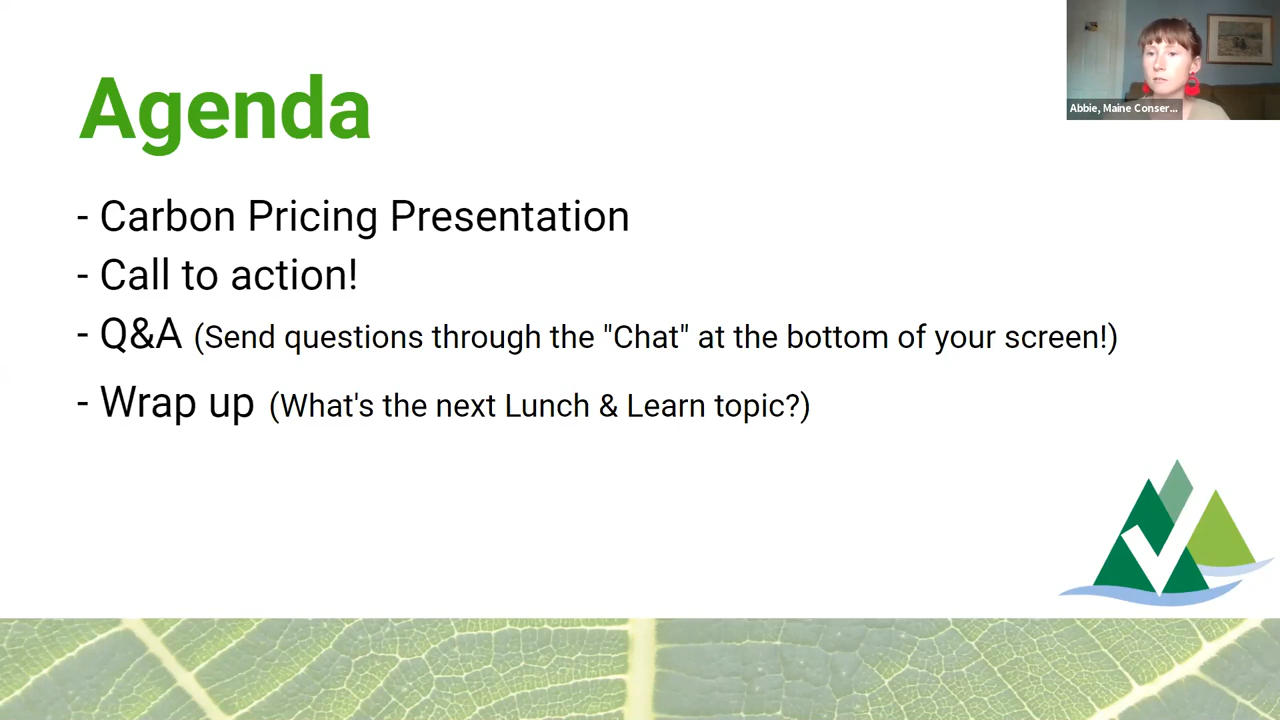 Agenda
- Carbon Pricing Presentation
- Call to action!
- Q&A (Send questions through the "Chat" at the bottom of your screen!)
- Wrap up (What's the next Lunch & Learn topic?)
Abbie, Maine Conser...